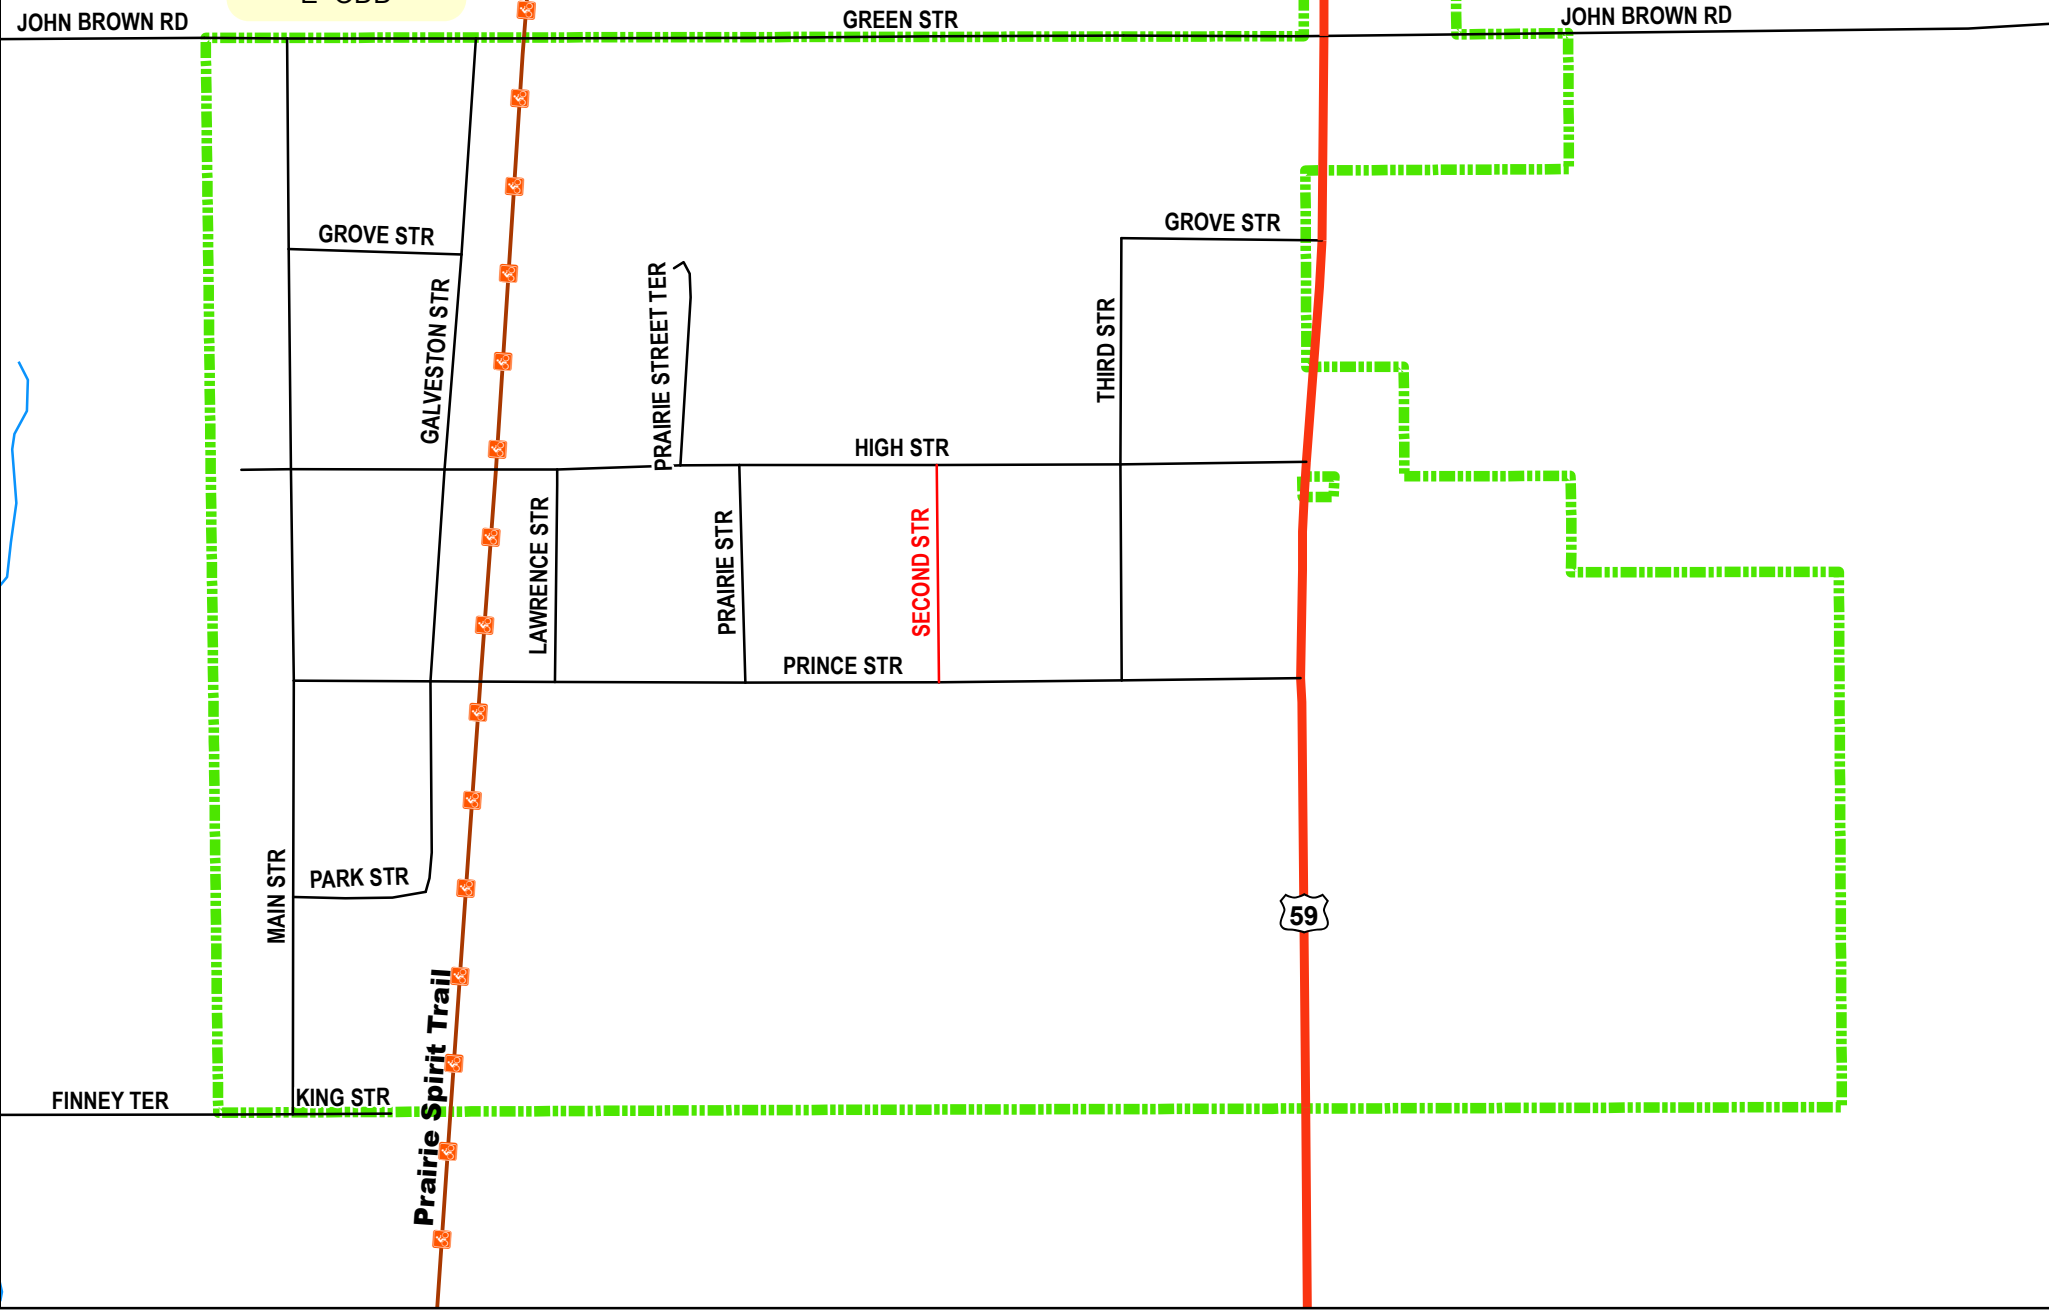 JOHN BROWN RD
GREEN STR
JOHN BROWN RD
GROVE STR
GROVE STR
GALVESTON STR
PRAIRIE STREET TER
THIRD STR
HIGH STR
LAWRENCE STR
PRAIRIE STR
SECOND STR
PRINCE STR
MAIN STR
PARK STR
59
Prairie Spirit Trail
FINNEY TER
KING STR